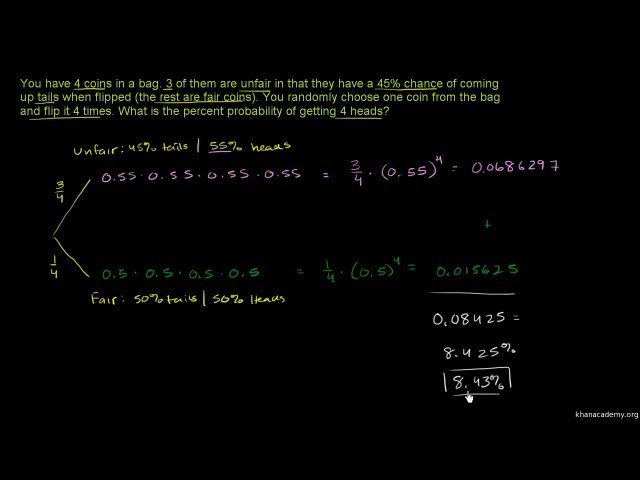 You have 4 coins in a bag. 3 of them are unfair in that they have a 45% chance of coming
up tails when flipped (the rest are fair coins). You randomly choose one coin from the bag
and flip it 4 times. What is the percent probability of getting 4 heads?
Unfair: 45% tails | 55% heads
3/4
0.55 · 0.55 · 0.55 · 0.55 = 3/4 · (0.55)^4 = 0.0686297
+
1/4
0.5 · 0.5 · 0.5 · 0.5 = 1/4 · (0.5)^4 = 0.015625
Fair: 50% tails | 50% Heads
0.08425 =
8.425%
8.43%
khanacademy.org